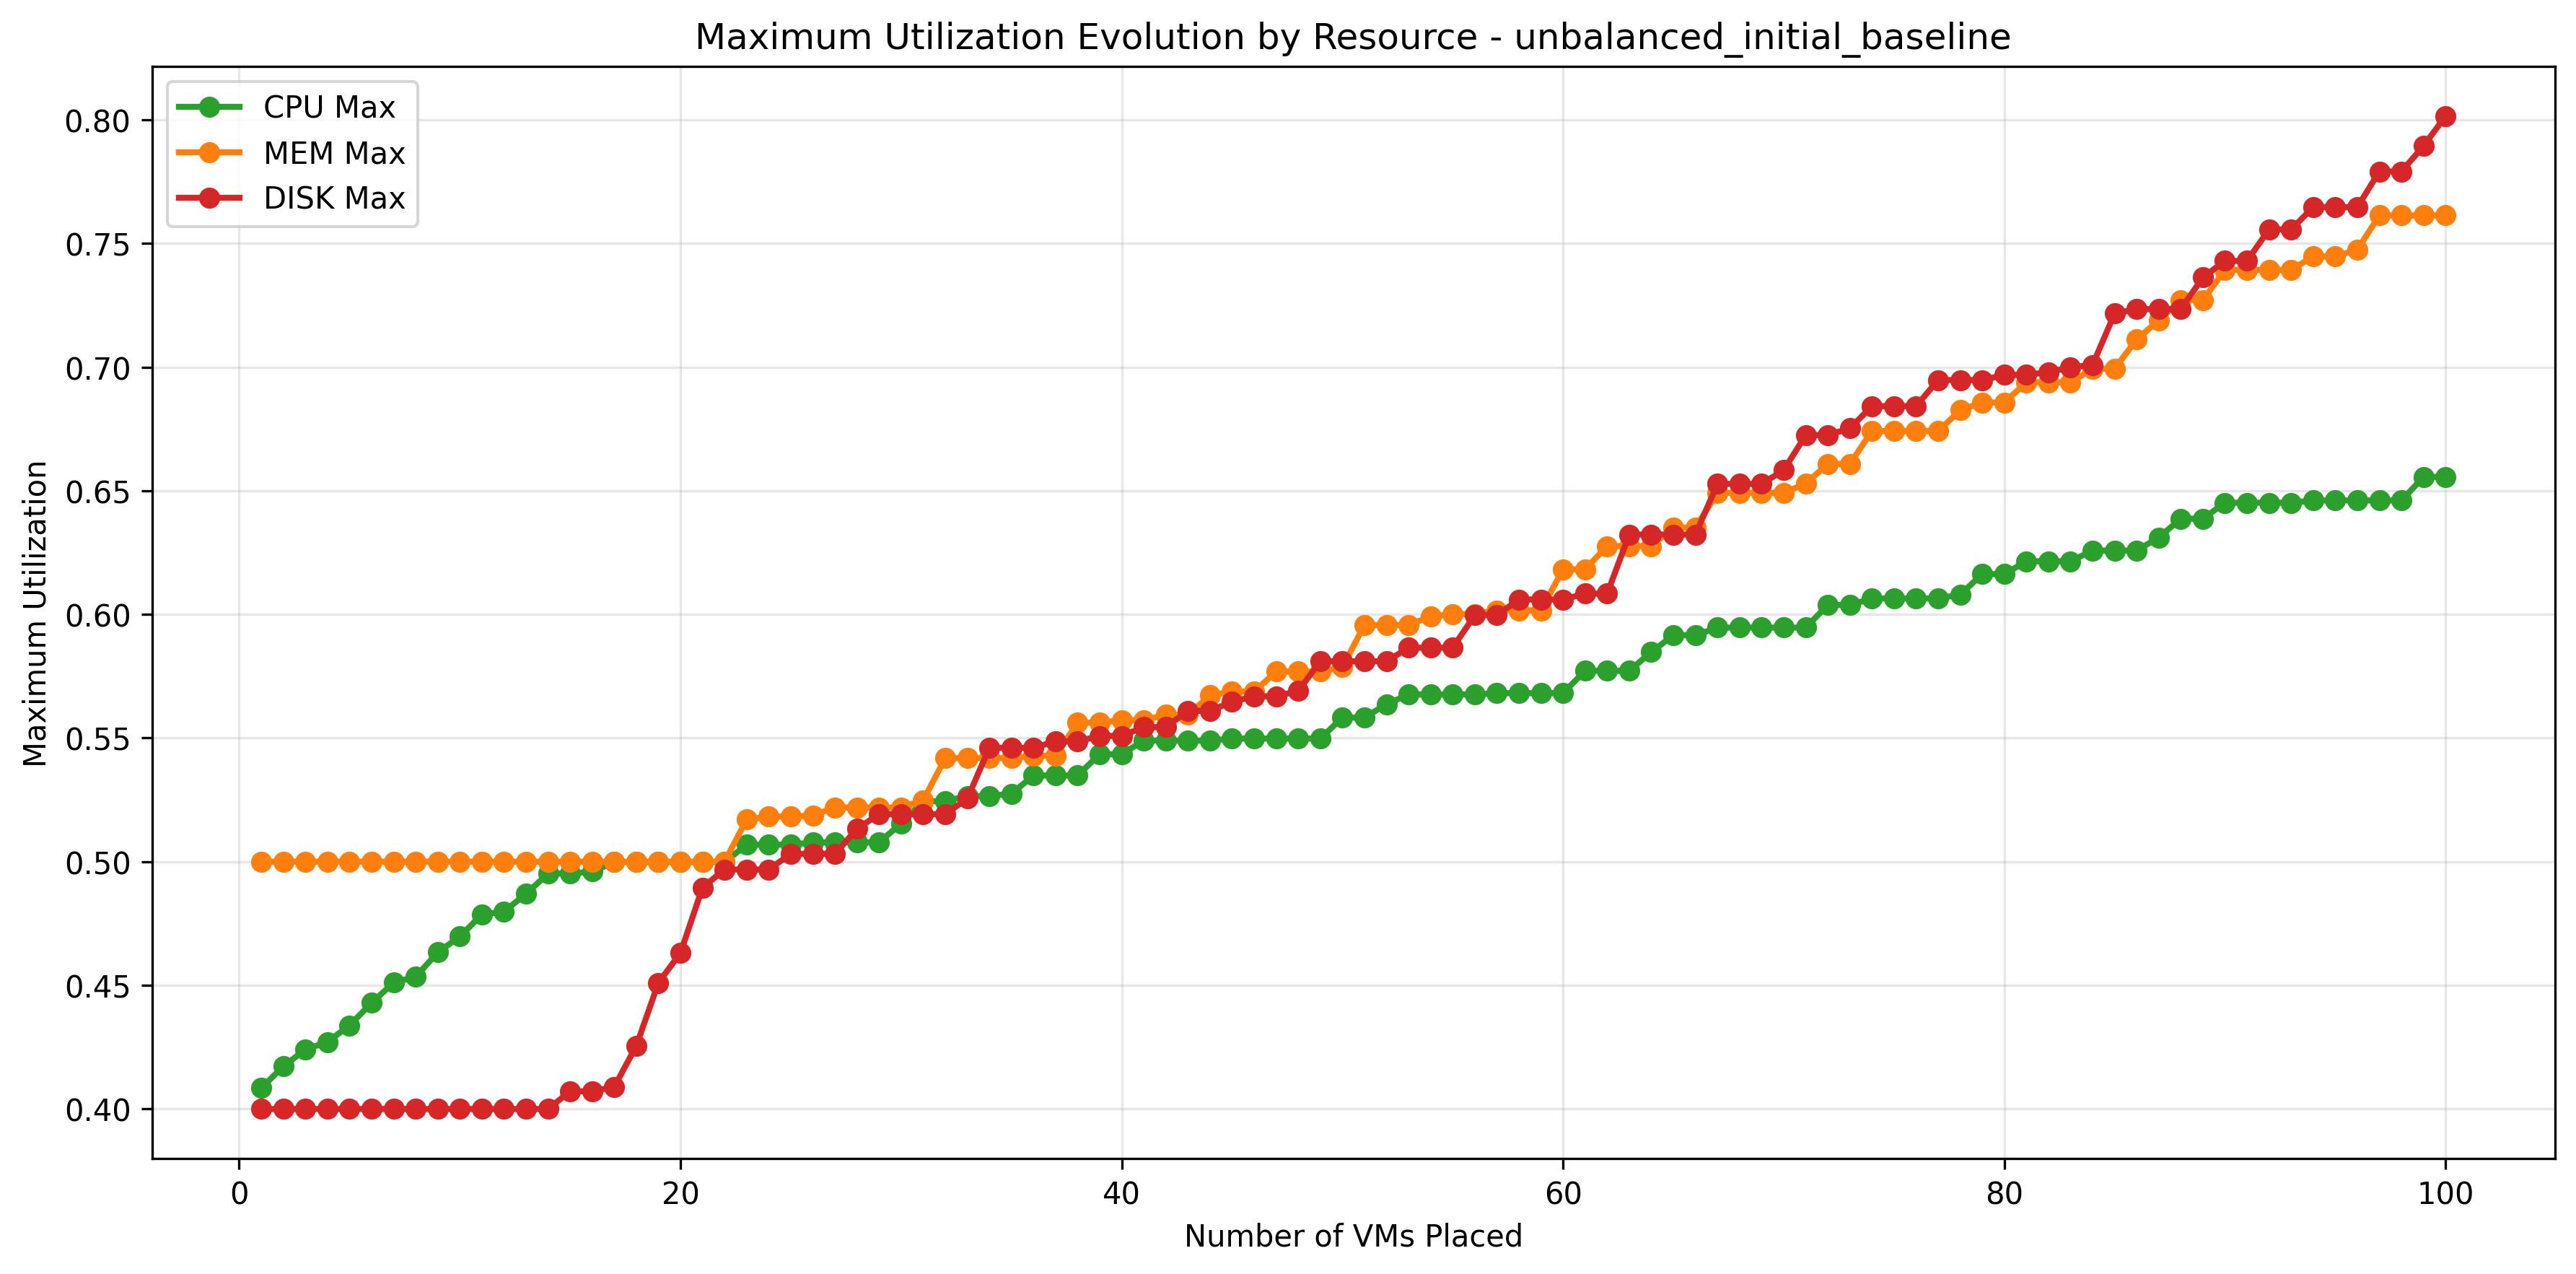 Maximum Utilization Evolution by Resource - unbalanced_initial_baseline
CPU Max
MEM Max
DISK Max
0.80
0.75
0.70
0.65
0.60
0.55
0.50
0.45
0.40
Maximum Utilization
0 20 40 60 80 100
Number of VMs Placed